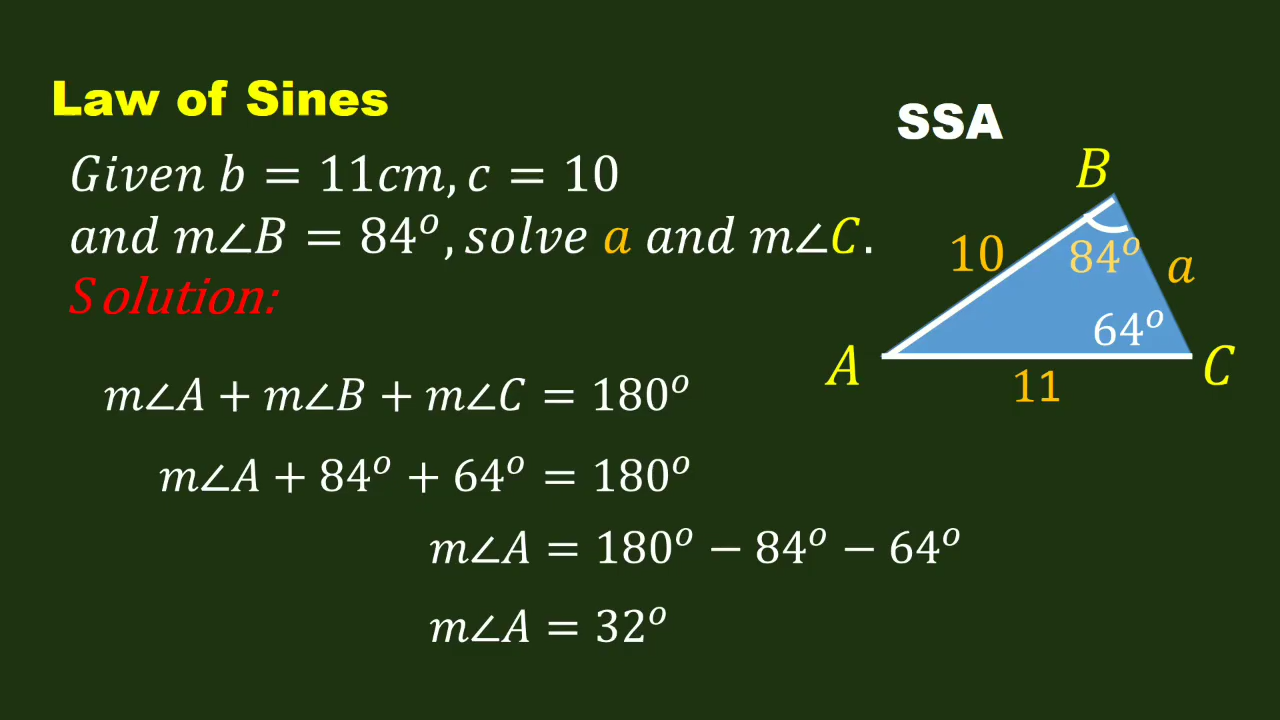 Law of Sines
SSA
Given b = 11cm, c = 10
and m∠B = 84°, solve a and m∠C.
Solution:
B
10
84°
a
64°
A
C
11
m∠A + m∠B + m∠C = 180°
m∠A + 84° + 64° = 180°
m∠A = 180° − 84° − 64°
m∠A = 32°